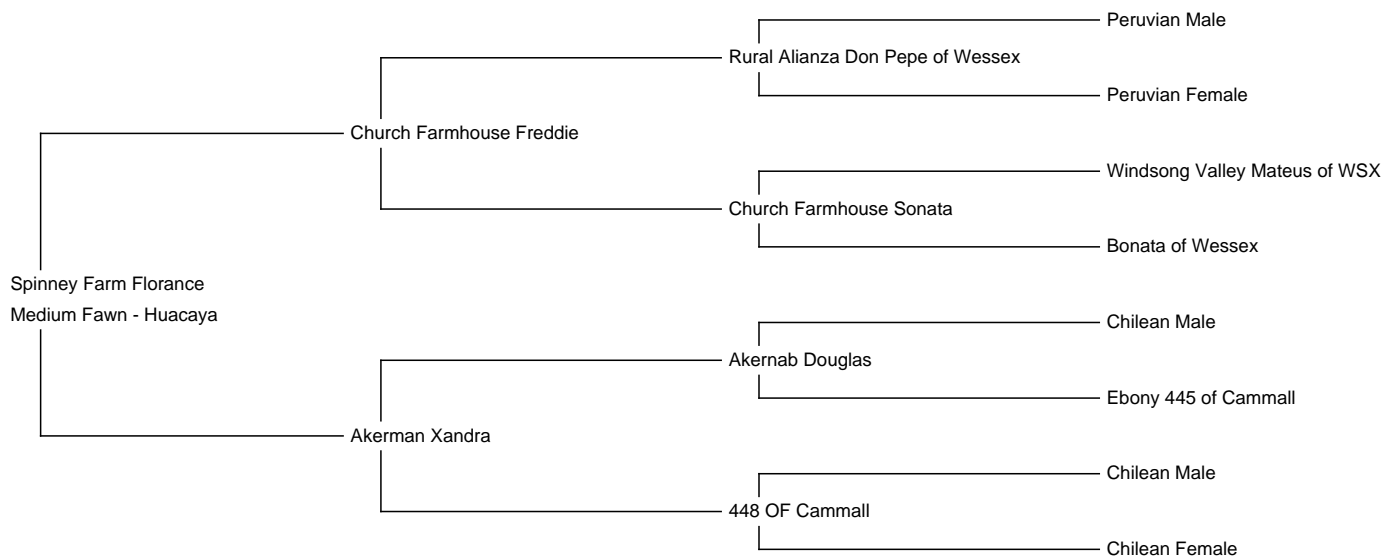 Peruvian Male
Rural Alianza Don Pepe of Wessex
Peruvian Female
Church Farmhouse Freddie
Windsong Valley Mateus of WSX
Church Farmhouse Sonata
Bonata of Wessex
Spinney Farm Florance
Medium Fawn - Huacaya
Chilean Male
Akernab Douglas
Ebony 445 of Cammall
Akerman Xandra
Chilean Male
448 OF Cammall
Chilean Female